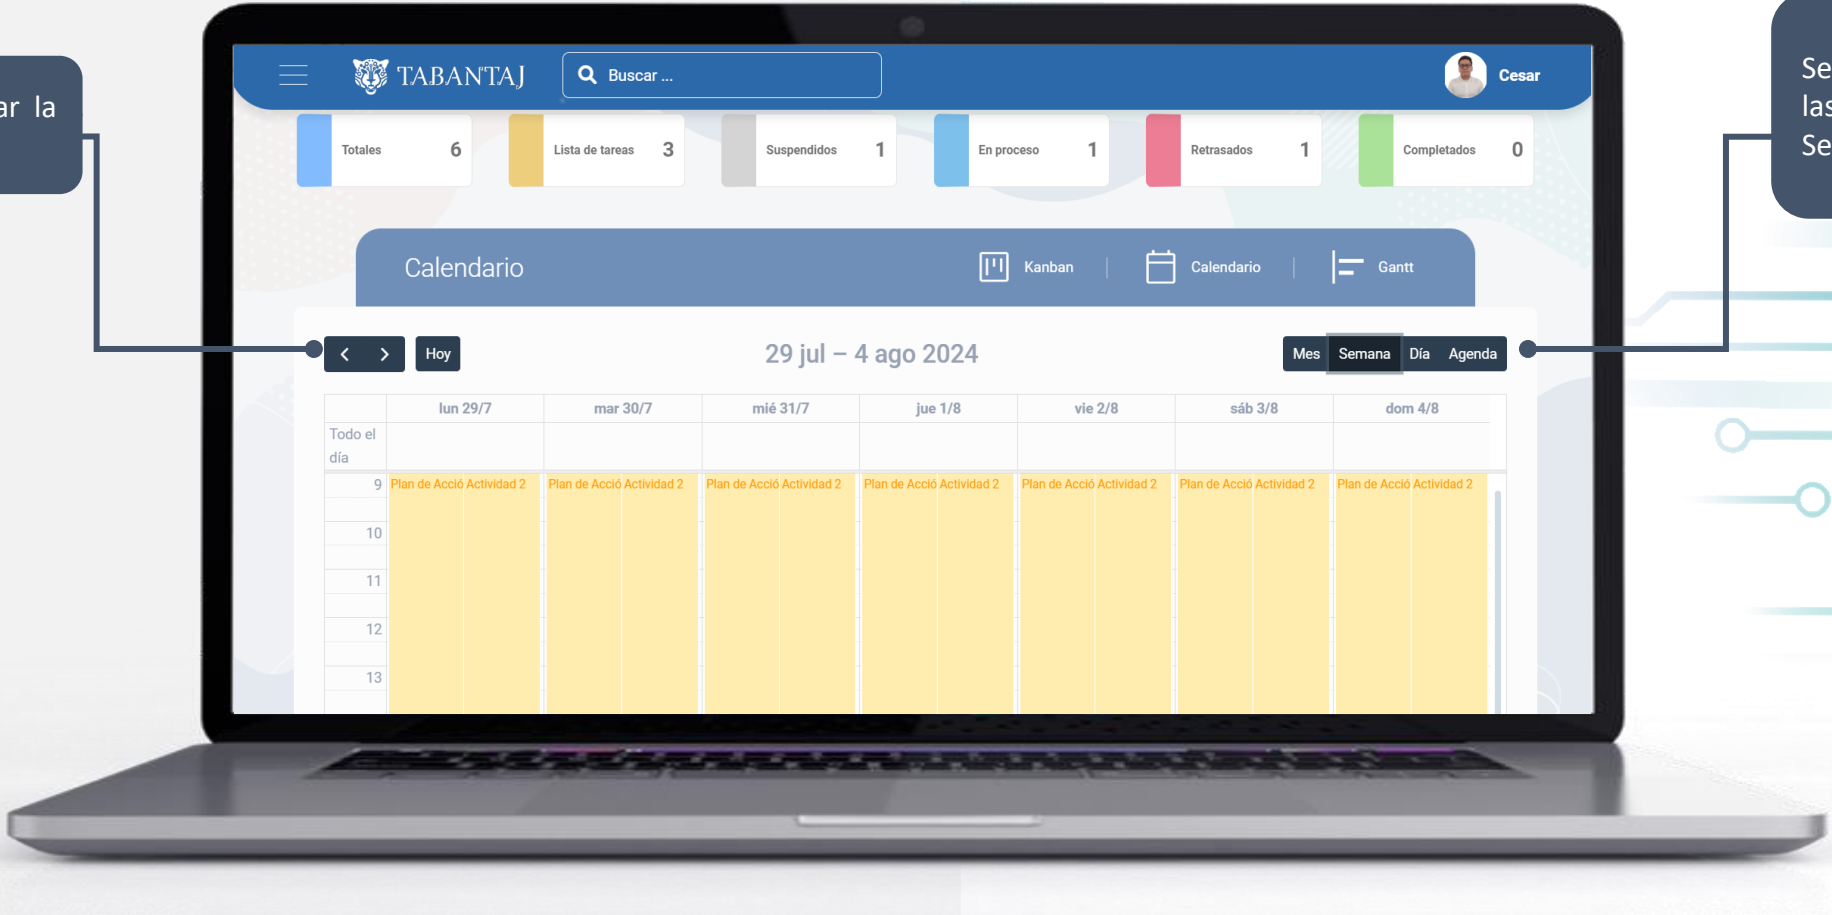 ar la
Se
las
Se
TABANTAJ
Buscar ...
Cesar
Totales 6
Lista de tareas 3
Suspendidos 1
En proceso 1
Retrasados 1
Completados 0
Calendario
Kanban
Calendario
Gantt
Hoy
29 jul – 4 ago 2024
Mes Semana Día Agenda
lun 29/7 mar 30/7 mié 31/7 jue 1/8 vie 2/8 sáb 3/8 dom 4/8
Todo el
día
9 Plan de Acció Actividad 2 Plan de Acció Actividad 2 Plan de Acció Actividad 2 Plan de Acció Actividad 2 Plan de Acció Actividad 2 Plan de Acció Actividad 2 Plan de Acció Actividad 2
10
11
12
13